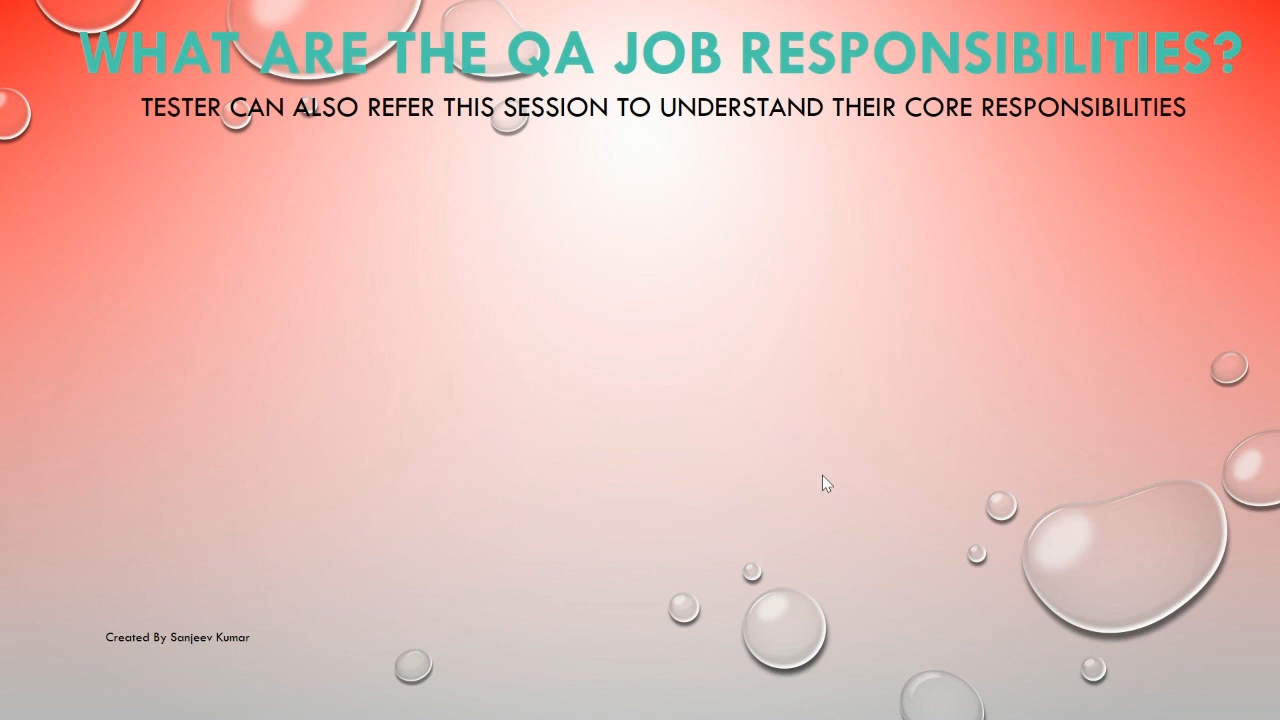 WHAT ARE THE QA JOB RESPONSIBILITIES?
TESTER CAN ALSO REFER THIS SESSION TO UNDERSTAND THEIR CORE RESPONSIBILITIES
Created By Sanjeev Kumar